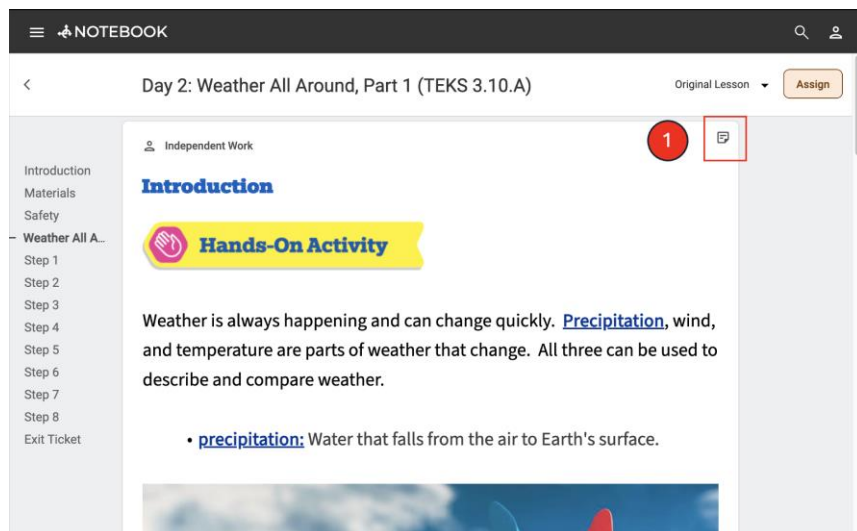 NOTEBOOK
Day 2: Weather All Around, Part 1 (TEKS 3.10.A)
Original Lesson
Assign
Introduction
Materials
Safety
Weather All A...
Step 1
Step 2
Step 3
Step 4
Step 5
Step 6
Step 7
Step 8
Exit Ticket
Independent Work
1
Introduction
Hands-On Activity
Weather is always happening and can change quickly. Precipitation, wind,
and temperature are parts of weather that change. All three can be used to
describe and compare weather.
• precipitation: Water that falls from the air to Earth's surface.